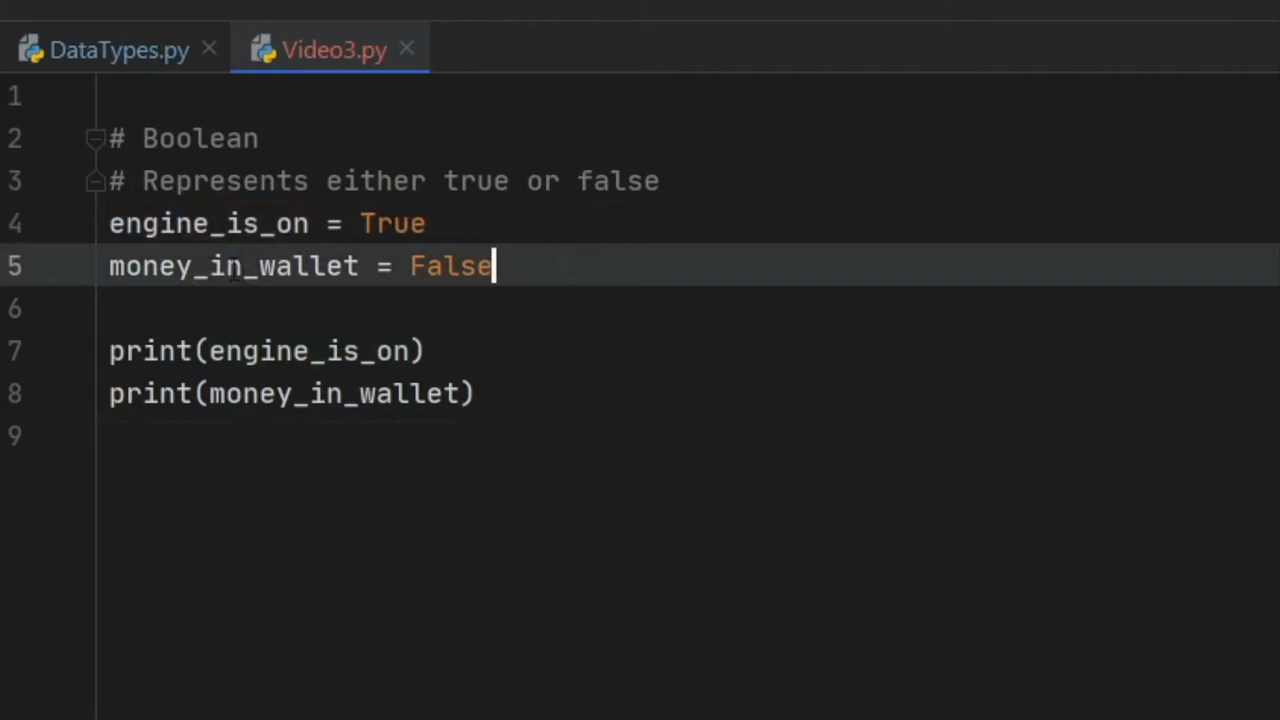 DataTypes.py Video3.py
1
2 # Boolean
3 # Represents either true or false
4 engine_is_on = True
5 money_in_wallet = False
6
7 print(engine_is_on)
8 print(money_in_wallet)
9